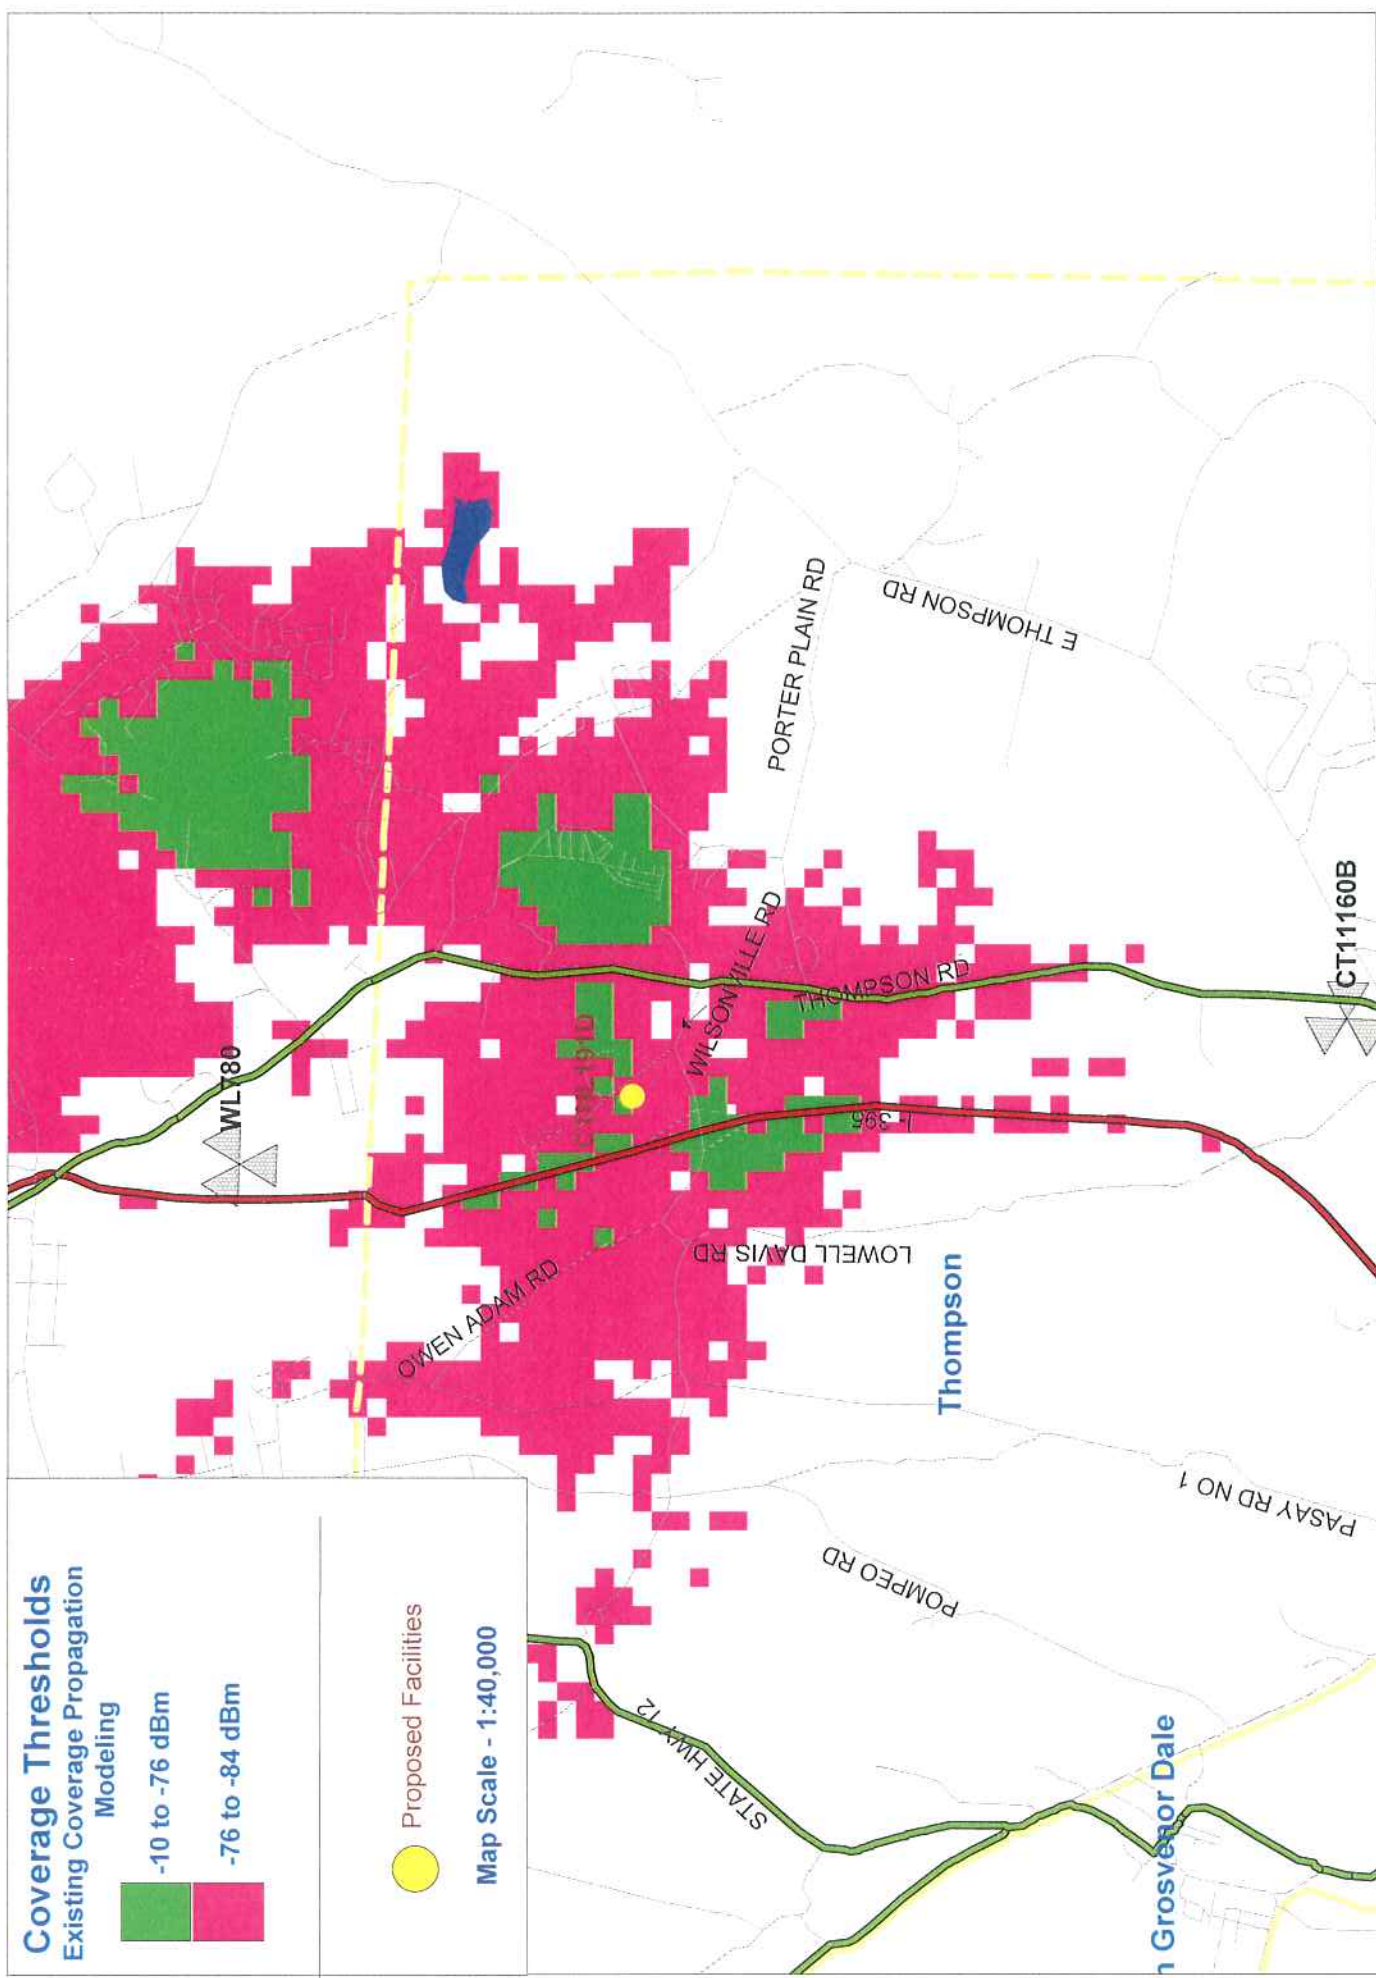 Coverage Thresholds
Existing Coverage Propagation
Modeling
-10 to -76 dBm
-76 to -84 dBm
Proposed Facilities
Map Scale - 1:40,000
WL780
OWEN ADAM RD
LOWELL DAVIS RD
WILSONVILLE RD
THOMPSON RD
PORTER PLAIN RD
E THOMPSON RD
I- 395
STATE HWY 12
POMPEO RD
Thompson
PASAY RD NO 1
n Grosvenor Dale
CT11160B